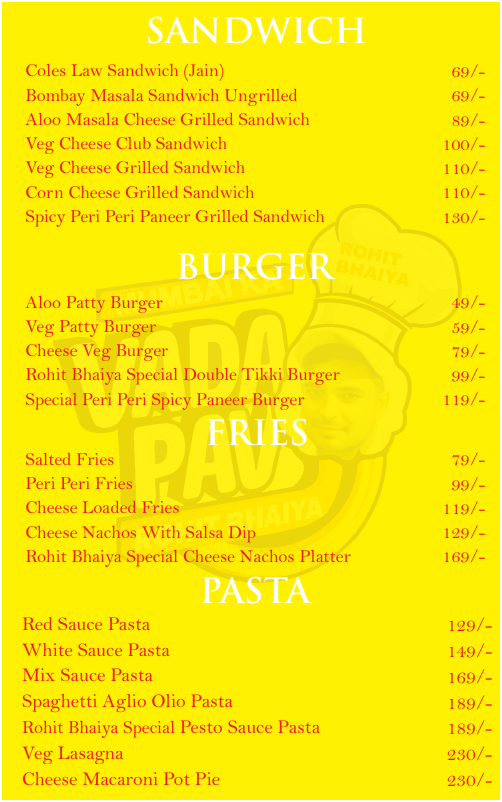 SANDWICH
Coles Law Sandwich (Jain) 69/-
Bombay Masala Sandwich Ungrilled 69/-
Aloo Masala Cheese Grilled Sandwich 89/-
Veg Cheese Club Sandwich 100/-
Veg Cheese Grilled Sandwich 110/-
Corn Cheese Grilled Sandwich 110/-
Spicy Peri Peri Paneer Grilled Sandwich 130/-
ROHIT
BHAIYA
BURGER
MUMBAI KA
Aloo Patty Burger 49/-
Veg Patty Burger 59/-
Cheese Veg Burger 79/-
Rohit Bhaiya Special Double Tikki Burger 99/-
Special Peri Peri Spicy Paneer Burger 119/-
VADA
PAV
FRIES
Salted Fries 79/-
Peri Peri Fries 99/-
Cheese Loaded Fries 119/-
ROHIT BHAIYA
Cheese Nachos With Salsa Dip 129/-
Rohit Bhaiya Special Cheese Nachos Platter 169/-
PASTA
Red Sauce Pasta 129/-
White Sauce Pasta 149/-
Mix Sauce Pasta 169/-
Spaghetti Aglio Olio Pasta 189/-
Rohit Bhaiya Special Pesto Sauce Pasta 189/-
Veg Lasagna 230/-
Cheese Macaroni Pot Pie 230/-